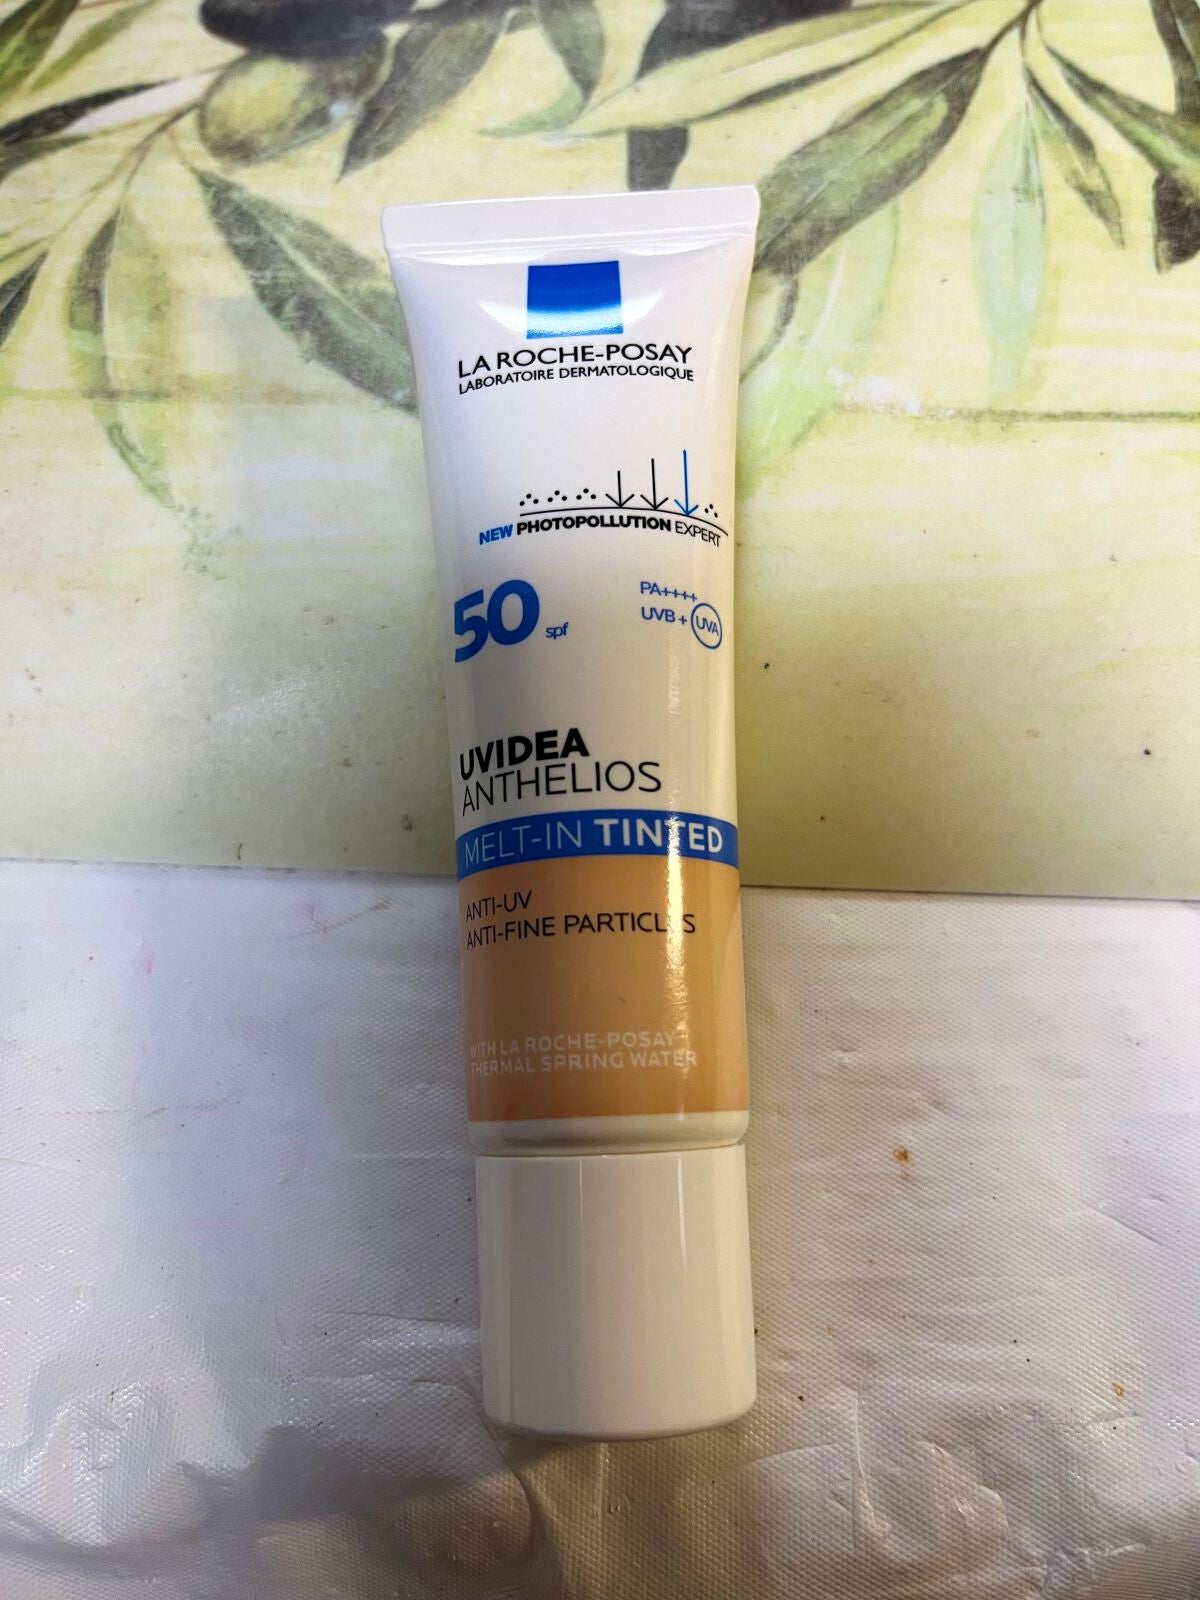 LA ROCHE-POSAY
LABORATOIRE DERMATOLOGIQUE
NEW PHOTOPOLLUTION EXPERT
50 spf
PA++++
UVB + UVA
UVIDEA
ANTHELIOS
MELT-IN TINTED
ANTI-UV
ANTI-FINE PARTICLES
WITH LA ROCHE-POSAY
THERMAL SPRING WATER